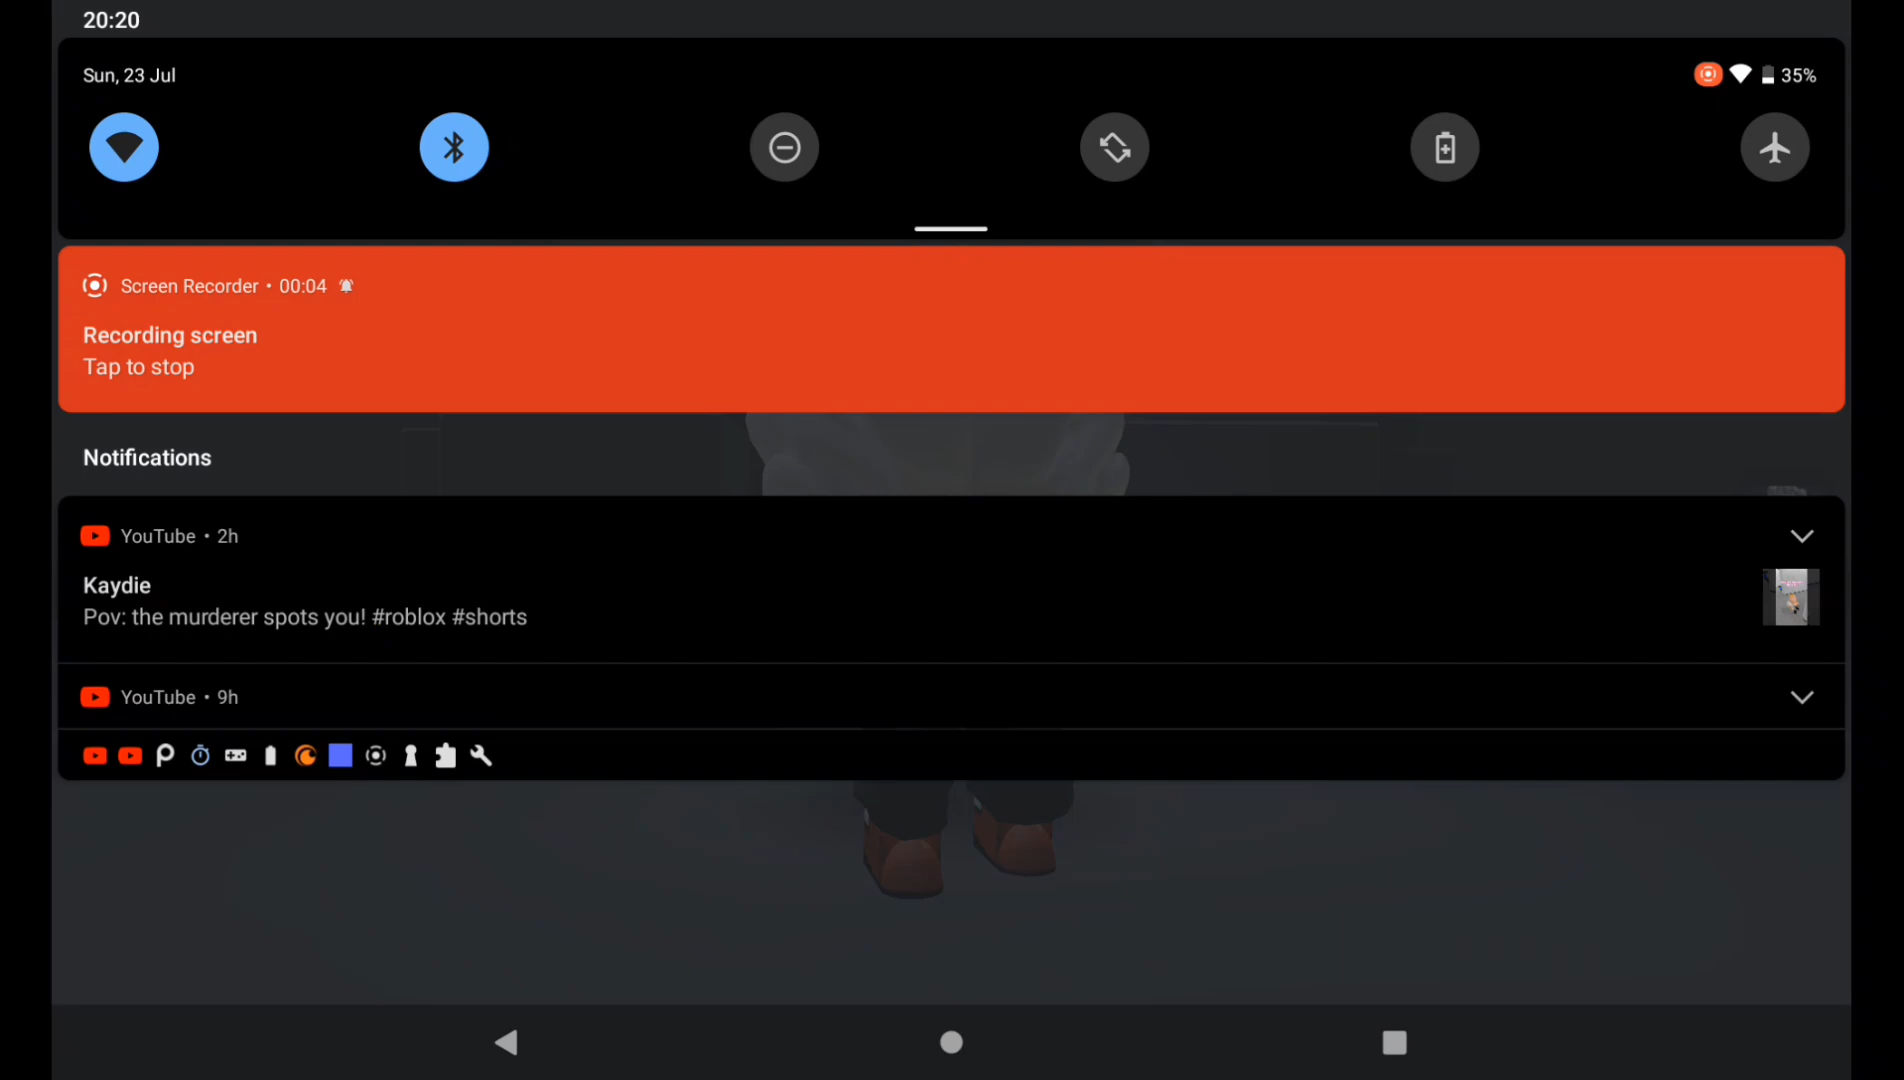 20:20
Sun, 23 Jul
35%
Screen Recorder • 00:04
Recording screen
Tap to stop
Notifications
YouTube • 2h
Kaydie
Pov: the murderer spots you! #roblox #shorts
YouTube • 9h